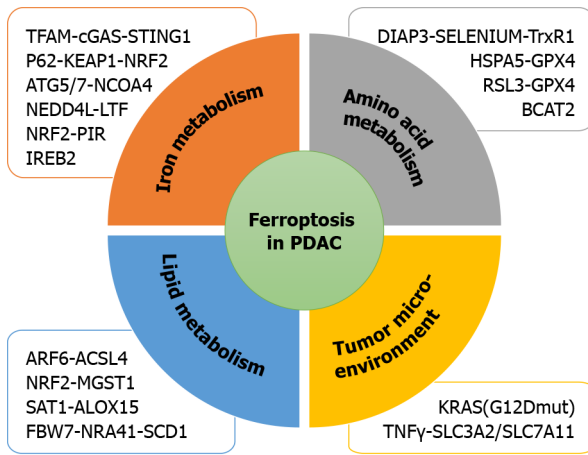 TFAM-cGAS-STING1
P62-KEAP1-NRF2
ATG5/7-NCOA4
NEDD4L-LTF
NRF2-PIR
IREB2
DIAP3-SELENIUM-TrxR1
HSPA5-GPX4
RSL3-GPX4
BCAT2
Iron metabolism
Amino acid
metabolism
Ferroptosis
in PDAC
Lipid metabolism
Tumor micro-
environment
ARF6-ACSL4
NRF2-MGST1
SAT1-ALOX15
FBW7-NRA41-SCD1
KRAS(G12Dmut)
TNFγ-SLC3A2/SLC7A11